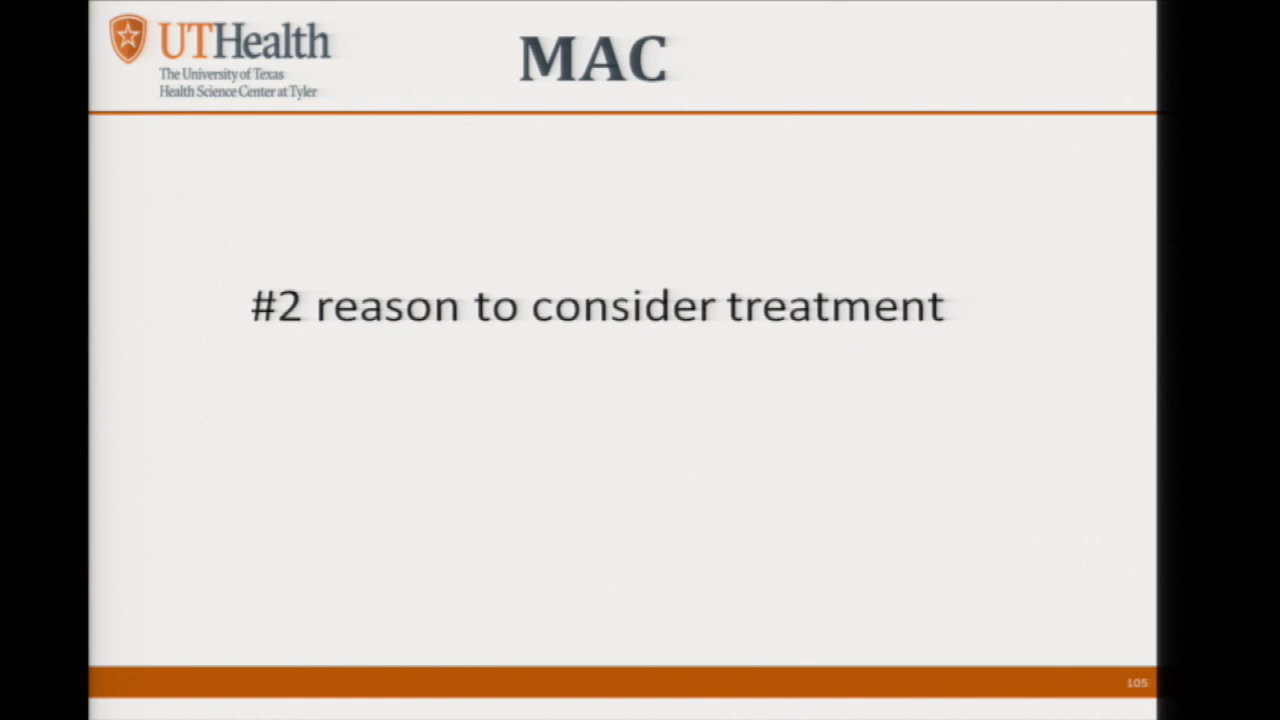 UTHealth
The University of Texas
Health Science Center at Tyler
MAC
#2 reason to consider treatment
105